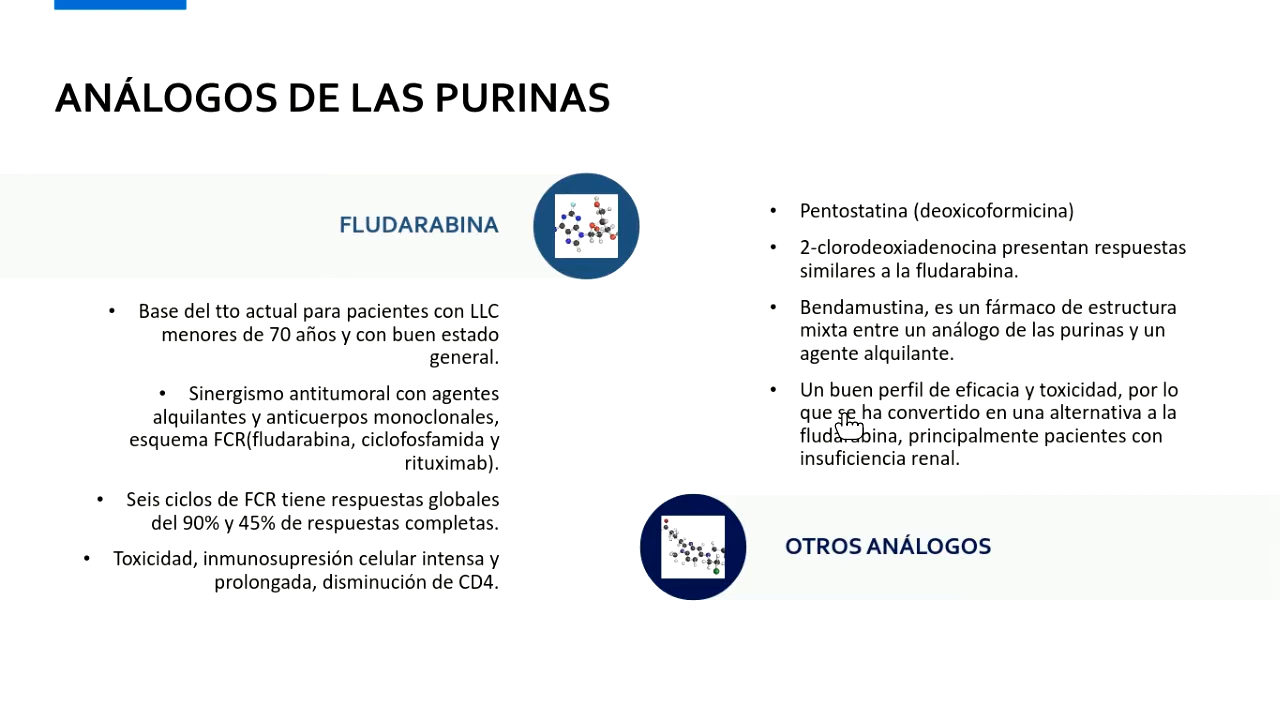 ANÁLOGOS DE LAS PURINAS
FLUDARABINA
• Base del tto actual para pacientes con LLC
menores de 70 años y con buen estado
general.
• Sinergismo antitumoral con agentes
alquilantes y anticuerpos monoclonales,
esquema FCR(fludarabina, ciclofosfamida y
rituximab).
• Seis ciclos de FCR tiene respuestas globales
del 90% y 45% de respuestas completas.
• Toxicidad, inmunosupresión celular intensa y
prolongada, disminución de CD4.
• Pentostatina (deoxicoformicina)
• 2-clorodeoxiadenocina presentan respuestas
similares a la fludarabina.
• Bendamustina, es un fármaco de estructura
mixta entre un análogo de las purinas y un
agente alquilante.
• Un buen perfil de eficacia y toxicidad, por lo
que se ha convertido en una alternativa a la
fludarabina, principalmente pacientes con
insuficiencia renal.
OTROS ANÁLOGOS